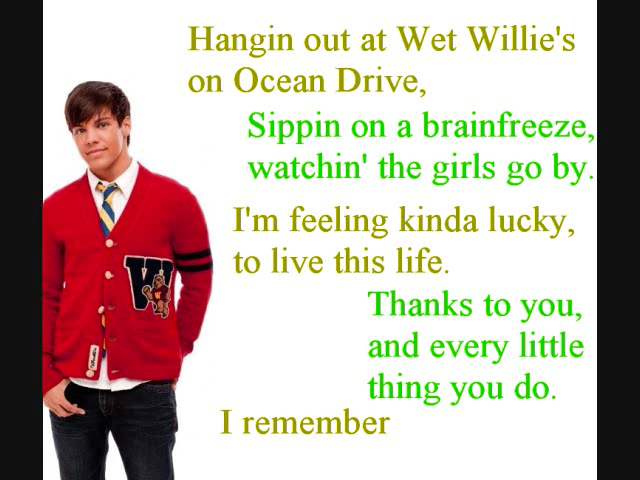 Hangin out at Wet Willie's
on Ocean Drive,
Sippin on a brainfreeze,
watchin' the girls go by.
I'm feeling kinda lucky,
to live this life.
Thanks to you,
and every little
thing you do.
I remember
W